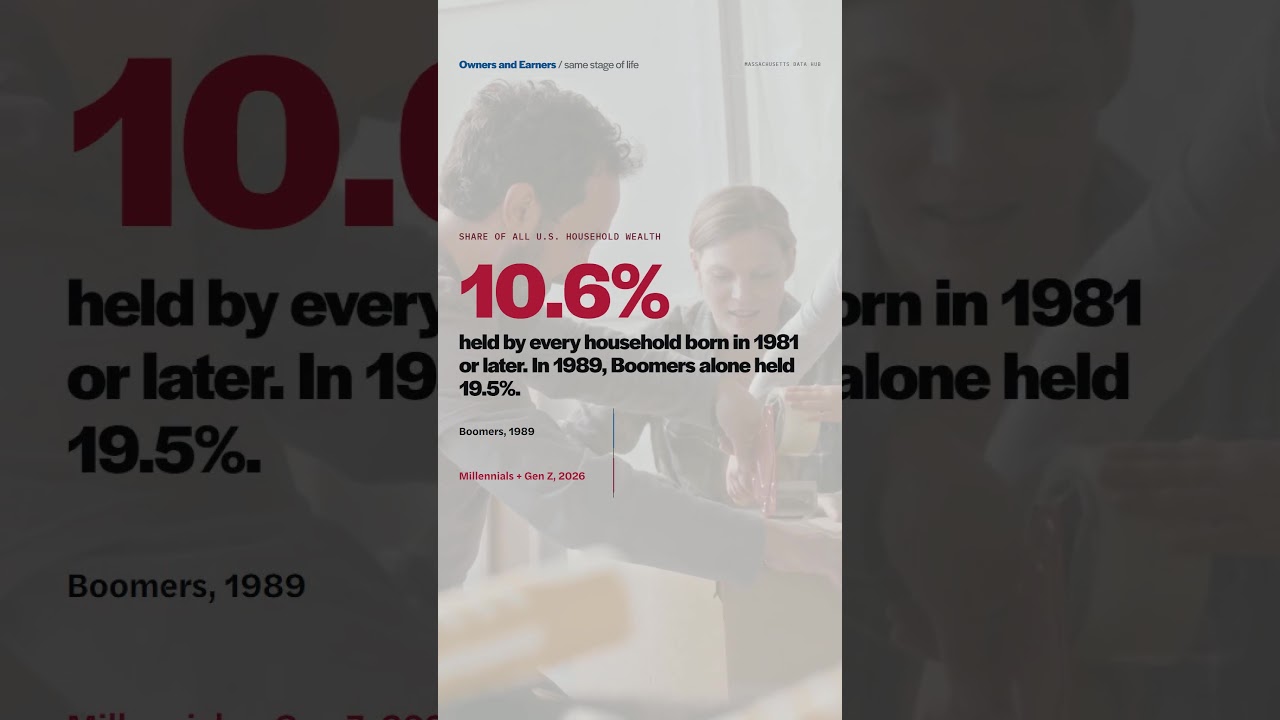 Owners and Earners / same stage of life
MASSACHUSETTS DATA HUB
SHARE OF ALL U.S. HOUSEHOLD WEALTH
10.6%
held by every household born in 1981
or later. In 1989, Boomers alone held
19.5%.
Boomers, 1989
Millennials + Gen Z, 2026
10.
held by every
or later. In 19
19.5%.
Boomers, 1989
orn in 1981
alone held